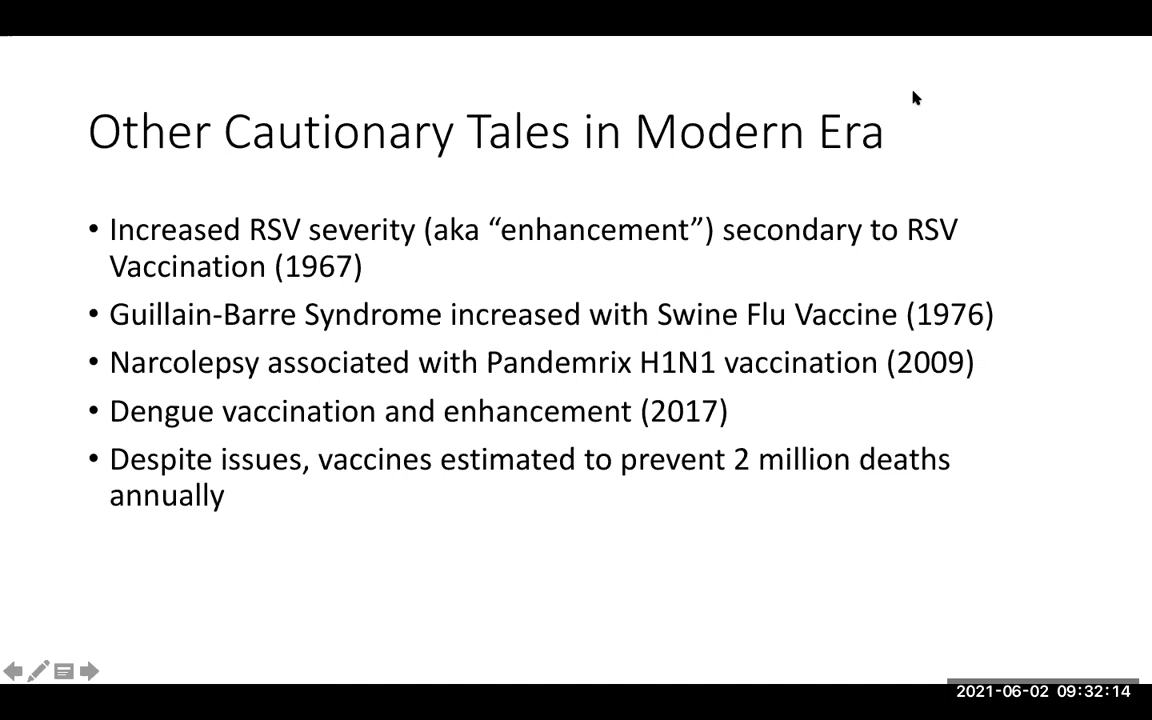 Other Cautionary Tales in Modern Era
• Increased RSV severity (aka “enhancement”) secondary to RSV
Vaccination (1967)
• Guillain-Barre Syndrome increased with Swine Flu Vaccine (1976)
• Narcolepsy associated with Pandemrix H1N1 vaccination (2009)
• Dengue vaccination and enhancement (2017)
• Despite issues, vaccines estimated to prevent 2 million deaths
annually
2021-06-02 09:32:14